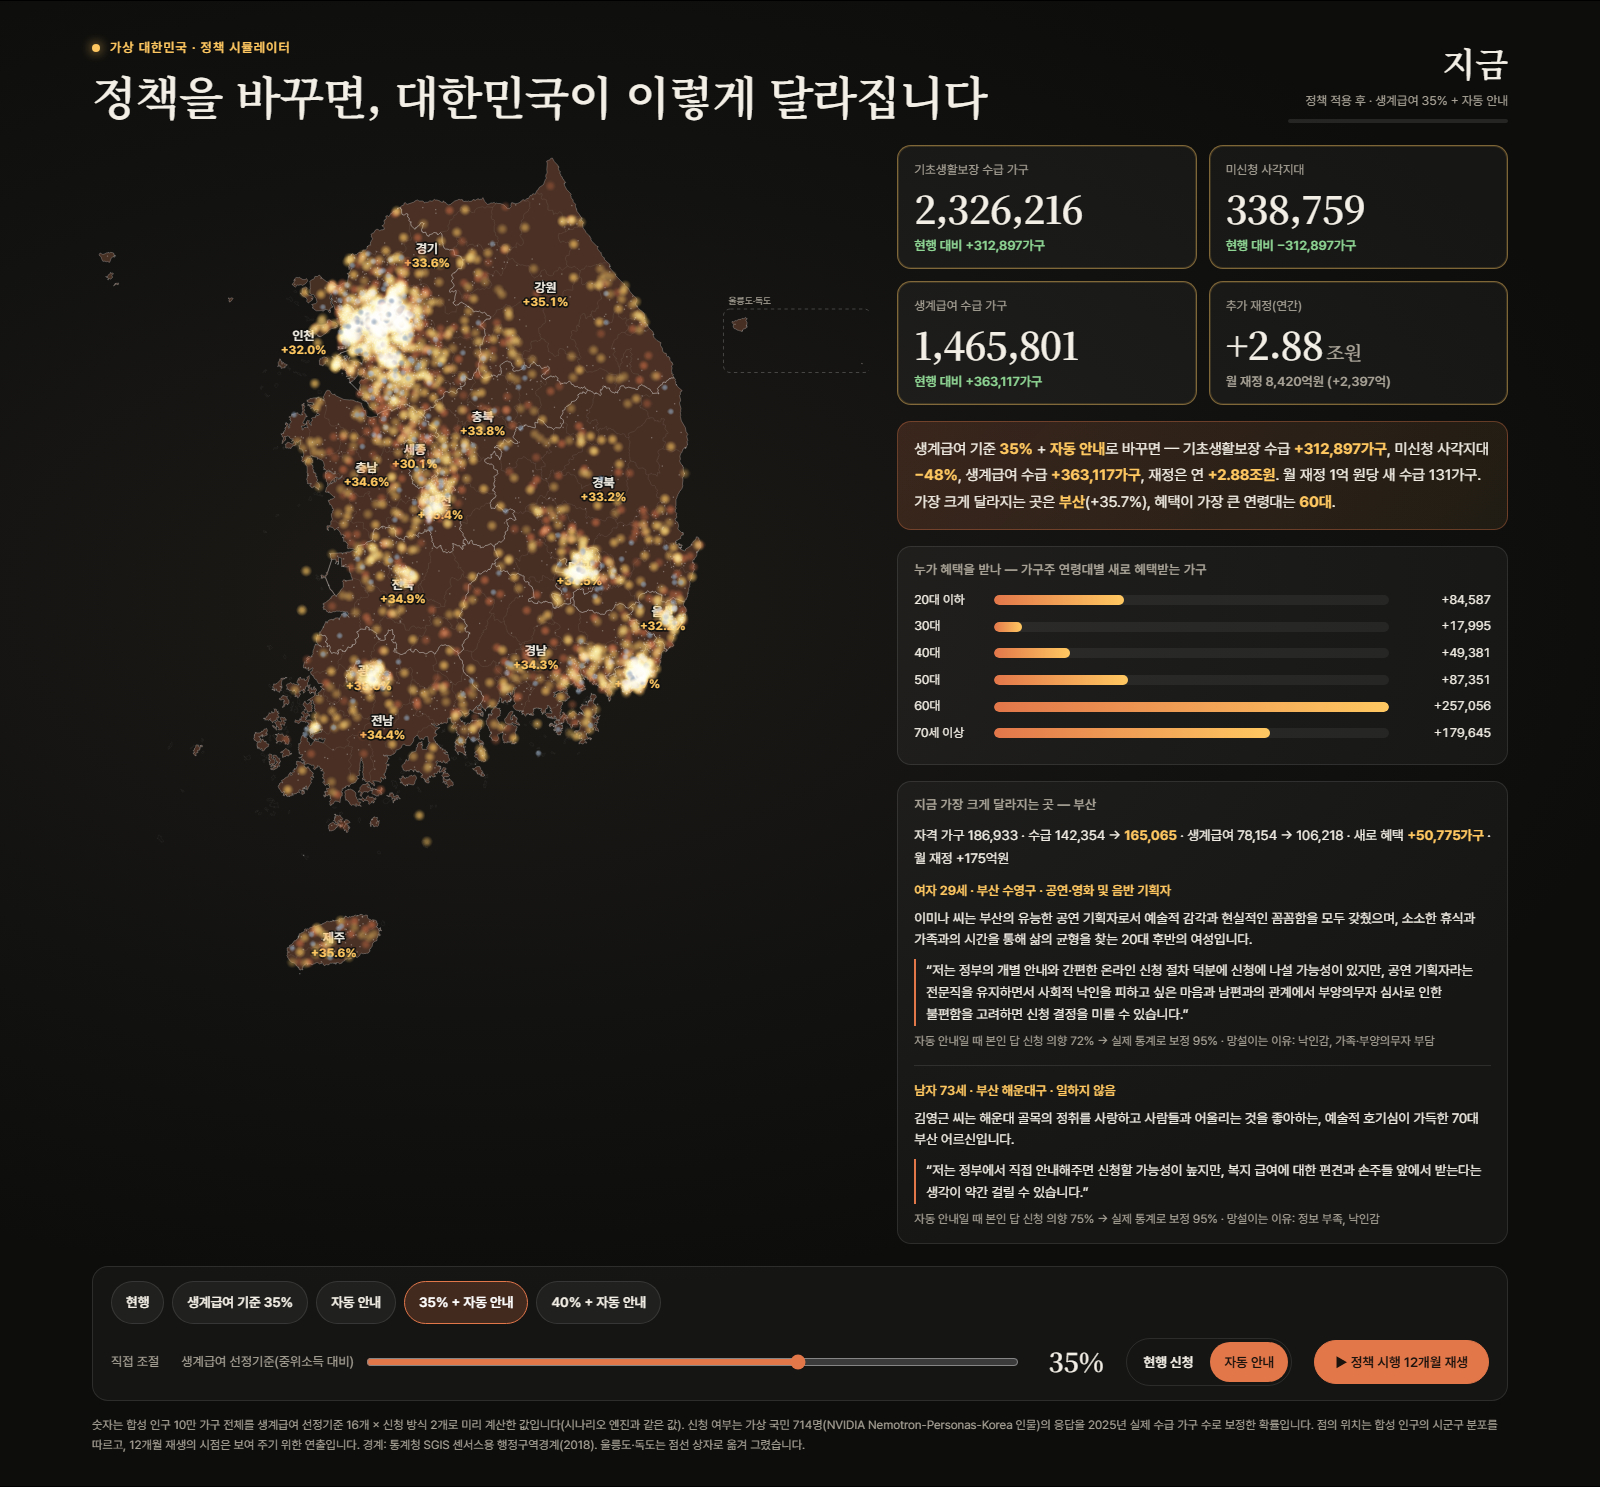 가상 대한민국 · 정책 시뮬레이터
정책을 바꾸면, 대한민국이 이렇게 달라집니다
지금
정책 적용 후 · 생계급여 35% + 자동 안내
경기
+33.6%
강원
+35.1%
인천
+32.0%
울릉도·독도
충북
+33.8%
세종
+30.1%
충남
+34.6%
경북
+33.2%
전북
+34.9%
경남
+34.3%
전남
+34.4%
제주
+35.6%
기초생활보장 수급 가구
2,326,216
현행 대비 +312,897가구
미신청 사각지대
338,759
현행 대비 −312,897가구
생계급여 수급 가구
1,465,801
현행 대비 +363,117가구
추가 재정(연간)
+2.88조원
월 재정 8,420억원 (+2,397억)
생계급여 기준 35% + 자동 안내로 바꾸면 — 기초생활보장 수급 +312,897가구, 미신청 사각지대
−48%, 생계급여 수급 +363,117가구, 재정은 연 +2.88조원. 월 재정 1억 원당 새 수급 131가구.
가장 크게 달라지는 곳은 부산(+35.7%), 혜택이 가장 큰 연령대는 60대.
누가 혜택을 받나 — 가구주 연령대별 새로 혜택받는 가구
20대 이하 +84,587
30대 +17,995
40대 +49,381
50대 +87,351
60대 +257,056
70세 이상 +179,645
지금 가장 크게 달라지는 곳 — 부산
자격 가구 186,933 · 수급 142,354 → 165,065 · 생계급여 78,154 → 106,218 · 새로 혜택 +50,775가구 ·
월 재정 +175억원
여자 29세 · 부산 수영구 · 공연·영화 및 음반 기획자
이미나 씨는 부산의 유능한 공연 기획자로서 예술적 감각과 현실적인 꼼꼼함을 모두 갖췄으며, 소소한 휴식과
가족과의 시간을 통해 삶의 균형을 찾는 20대 후반의 여성입니다.
“저는 정부의 개별 안내와 간편한 온라인 신청 절차 덕분에 신청에 나설 가능성이 있지만, 공연 기획자라는
전문직을 유지하면서 사회적 낙인을 피하고 싶은 마음과 남편과의 관계에서 부양의무자 심사로 인한
불편함을 고려하면 신청 결정을 미룰 수 있습니다.”
자동 안내일 때 본인 답 신청 의향 72% → 실제 통계로 보정 95% · 망설이는 이유: 낙인감, 가족·부양의무자 부담
남자 73세 · 부산 해운대구 · 일하지 않음
김영근 씨는 해운대 골목의 정취를 사랑하고 사람들과 어울리는 것을 좋아하는, 예술적 호기심이 가득한 70대
부산 어르신입니다.
“저는 정부에서 직접 안내해주면 신청할 가능성이 높지만, 복지 급여에 대한 편견과 손주들 앞에서 받는다는
생각이 약간 걸릴 수 있습니다.”
자동 안내일 때 본인 답 신청 의향 75% → 실제 통계로 보정 95% · 망설이는 이유: 정보 부족, 낙인감
현행 생계급여 기준 35% 자동 안내 35% + 자동 안내 40% + 자동 안내
직접 조절 생계급여 선정기준(중위소득 대비) 35% 현행 신청 자동 안내 ▶ 정책 시행 12개월 재생
숫자는 합성 인구 10만 가구 전체를 생계급여 선정기준 16개 × 신청 방식 2개로 미리 계산한 값입니다(시나리오 엔진과 같은 값). 신청 여부는 가상 국민 714명(NVIDIA Nemotron-Personas-Korea 인물)의 응답을 2025년 실제 수급 가구 수로 보정한 확률입니다. 점의 위치는 합성 인구의 시군구 분포를
따르고, 12개월 재생의 시점은 보여 주기 위한 연출입니다. 경계: 통계청 SGIS 센서스용 행정구역경계(2018). 울릉도·독도는 점선 상자로 옮겨 그렸습니다.